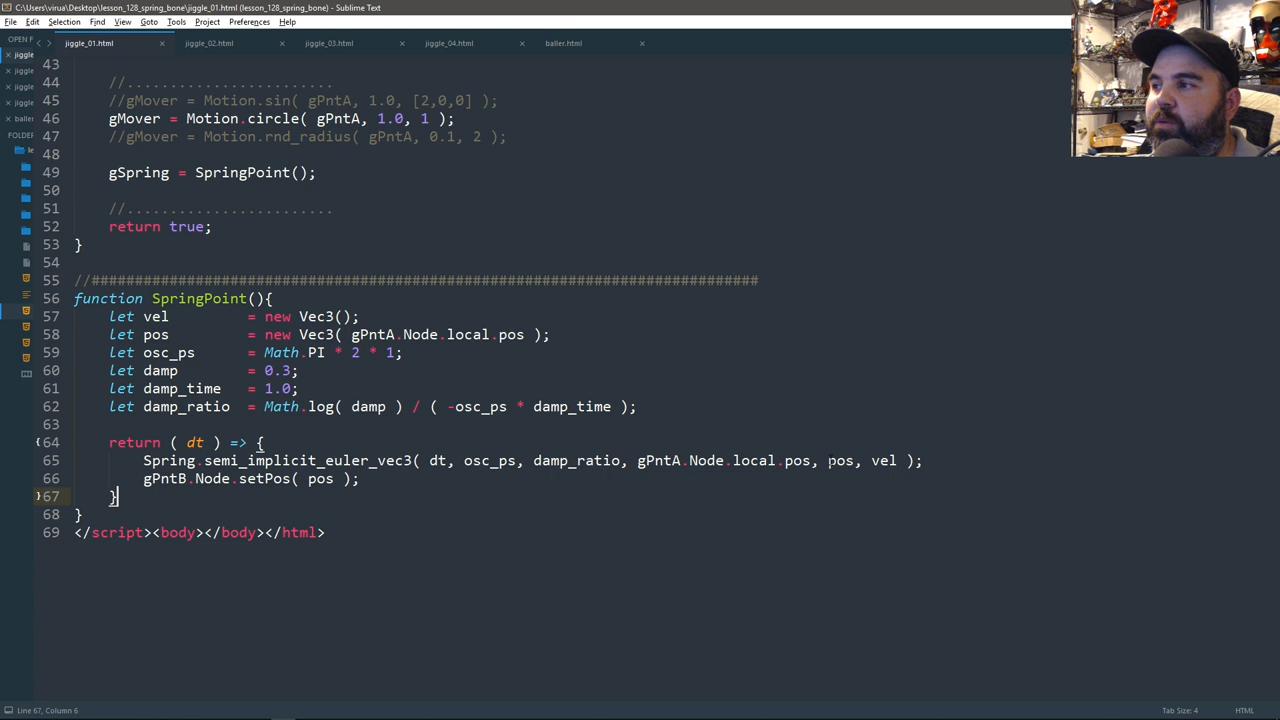 C:\Users\virua\Desktop\lesson_128_spring_bone\jiggle_01.html (lesson_128_spring_bone) - Sublime Text
File Edit Selection Find View Goto Tools Project Preferences Help
OPEN F
jiggle_01.html jiggle_02.html jiggle_03.html jiggle_04.html baller.html
jiggle
jiggle
jiggle
jiggle
baller
FOLDER
le
43
44 //........................
45 //gMover = Motion.sin( gPntA, 1.0, [2,0,0] );
46 gMover = Motion.circle( gPntA, 1.0, 1 );
47 //gMover = Motion.rnd_radius( gPntA, 0.1, 2 );
48
49 gSpring = SpringPoint();
50
51 //........................
52 return true;
53 }
54
55 //#############################################################################
56 function SpringPoint(){
57 let vel = new Vec3();
58 let pos = new Vec3( gPntA.Node.local.pos );
59 let osc_ps = Math.PI * 2 * 1;
60 let damp = 0.3;
61 let damp_time = 1.0;
62 let damp_ratio = Math.log( damp ) / ( -osc_ps * damp_time );
63
64 return ( dt ) => {
65 Spring.semi_implicit_euler_vec3( dt, osc_ps, damp_ratio, gPntA.Node.local.pos, pos, vel );
66 gPntB.Node.setPos( pos );
67 }
68 }
69 </script><body></body></html>
Line 67, Column 6
Tab Size: 4
HTML